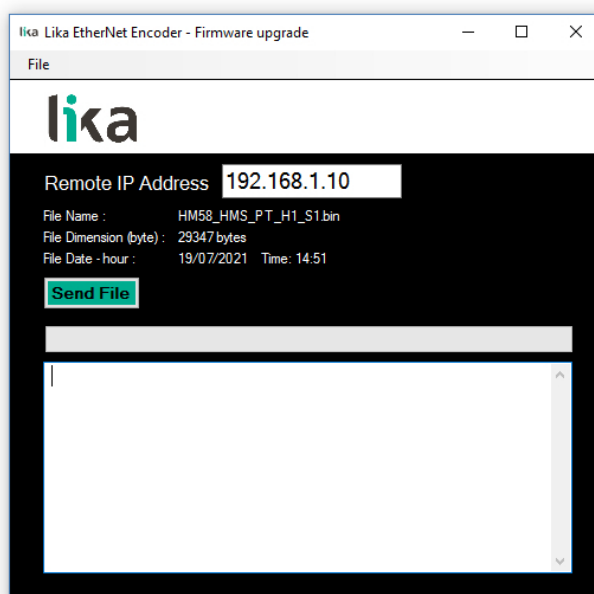 lika Lika EtherNet Encoder - Firmware upgrade
File
lika
Remote IP Address 192.168.1.10
File Name : HM58_HMS_PT_H1_S1.bin
File Dimension (byte) : 29347 bytes
File Date - hour : 19/07/2021 Time: 14:51
Send File